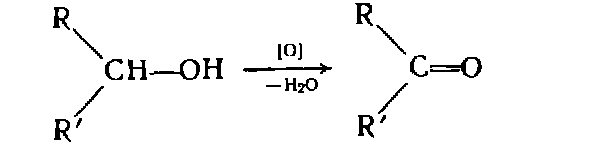 R R
[O]
CH—OH C=O
—H₂O
R′ R′